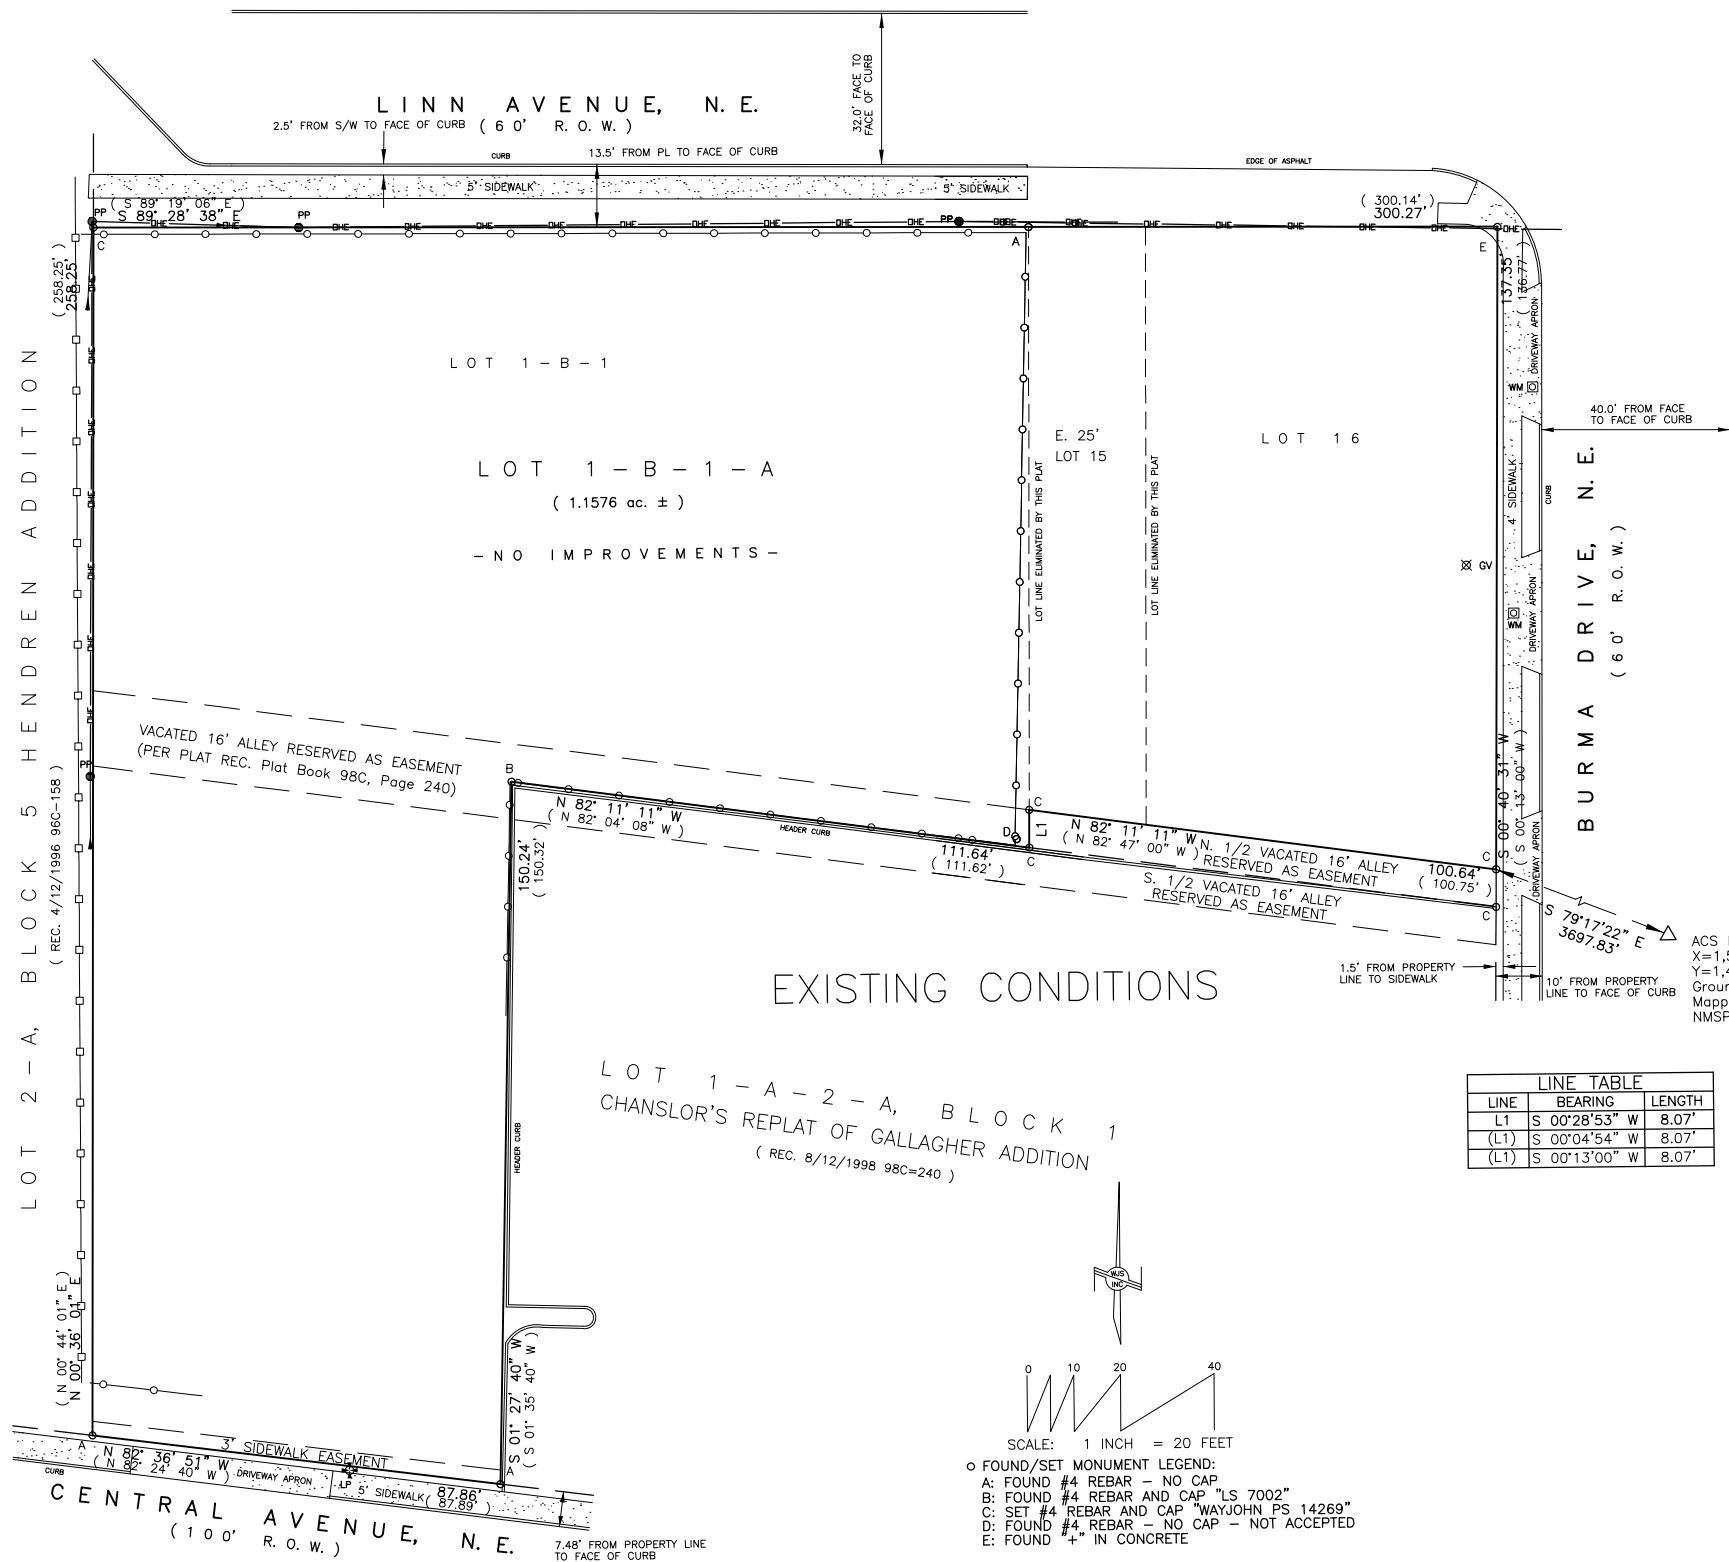 LINN AVENUE, N.E.
( 60' R.O.W. )
2.5' FROM S/W TO FACE OF CURB
32.0' FACE TO
FACE OF CURB
CURB
13.5' FROM PL TO FACE OF CURB
EDGE OF ASPHALT
5' SIDEWALK
5' SIDEWALK
( S 89° 19' 06" E )
S 89° 28' 38" E
PP
PP
PP
( 300.14' )
300.27'
OHE
C
A
E
( 258.25' )
258.25'
137.35'
( 136.77' )
LOT 1-B-1
LOT 1-B-1-A
( 1.1576 ac. ± )
-NO IMPROVEMENTS-
E. 25'
LOT 15
LOT 16
LOT LINE ELIMINATED BY THIS PLAT
LOT LINE ELIMINATED BY THIS PLAT
DRIVEWAY APRON
WM
40.0' FROM FACE
TO FACE OF CURB
4' SIDEWALK
CURB
GV
WM
DRIVEWAY APRON
BURMA DRIVE, N.E.
( 60' R.O.W. )
LOT 2-A, BLOCK 5 HENDREN ADDITION
( REC. 4/12/1996 96C-158 )
VACATED 16' ALLEY RESERVED AS EASEMENT
(PER PLAT REC. Plat Book 98C, Page 240)
PP
B
N 82° 11' 11" W
( N 82° 04' 08" W )
HEADER CURB
111.64'
( 111.62' )
D
C
L1
C
N 82° 11' 11" W
( N 82° 47' 00" W )
N. 1/2 VACATED 16' ALLEY
RESERVED AS EASEMENT
100.64'
( 100.75' )
C
C
S. 1/2 VACATED 16' ALLEY
RESERVED AS EASEMENT
S 00° 40' 31" W
( S 00° 13' 00" W )
DRIVEWAY APRON
S 79°17'22" E
3697.83'
ACS
X=1,5
Y=1,4
Groun
Mapp
NMSP
1.5' FROM PROPERTY
LINE TO SIDEWALK
10' FROM PROPERTY
LINE TO FACE OF CURB
150.24'
( 150.32' )
EXISTING CONDITIONS
LOT 1-A-2-A, BLOCK 1
CHANSLOR'S REPLAT OF GALLAGHER ADDITION
( REC. 8/12/1998 98C=240 )
HEADER CURB
LINE TABLE
LINE BEARING LENGTH
L1 S 00°28'53" W 8.07'
(L1) S 00°04'54" W 8.07'
(L1) S 00°13'00" W 8.07'
WJS
INC
( N 00° 44' 01" E )
N 00° 36' 01" E
S 01° 27' 40" W
( S 01° 35' 40" W )
0 10 20 40
SCALE: 1 INCH = 20 FEET
FOUND/SET MONUMENT LEGEND:
A: FOUND #4 REBAR – NO CAP
B: FOUND #4 REBAR AND CAP "LS 7002"
C: SET #4 REBAR AND CAP "WAYJOHN PS 14269"
D: FOUND #4 REBAR – NO CAP – NOT ACCEPTED
E: FOUND "+" IN CONCRETE
3' SIDEWALK EASEMENT
A
N 82° 36' 51" W
( N 82° 24' 40" W )
DRIVEWAY APRON
LP
5' SIDEWALK
87.86'
( 87.89' )
A
CURB
CENTRAL AVENUE, N.E.
( 100' R.O.W. )
7.48' FROM PROPERTY LINE
TO FACE OF CURB